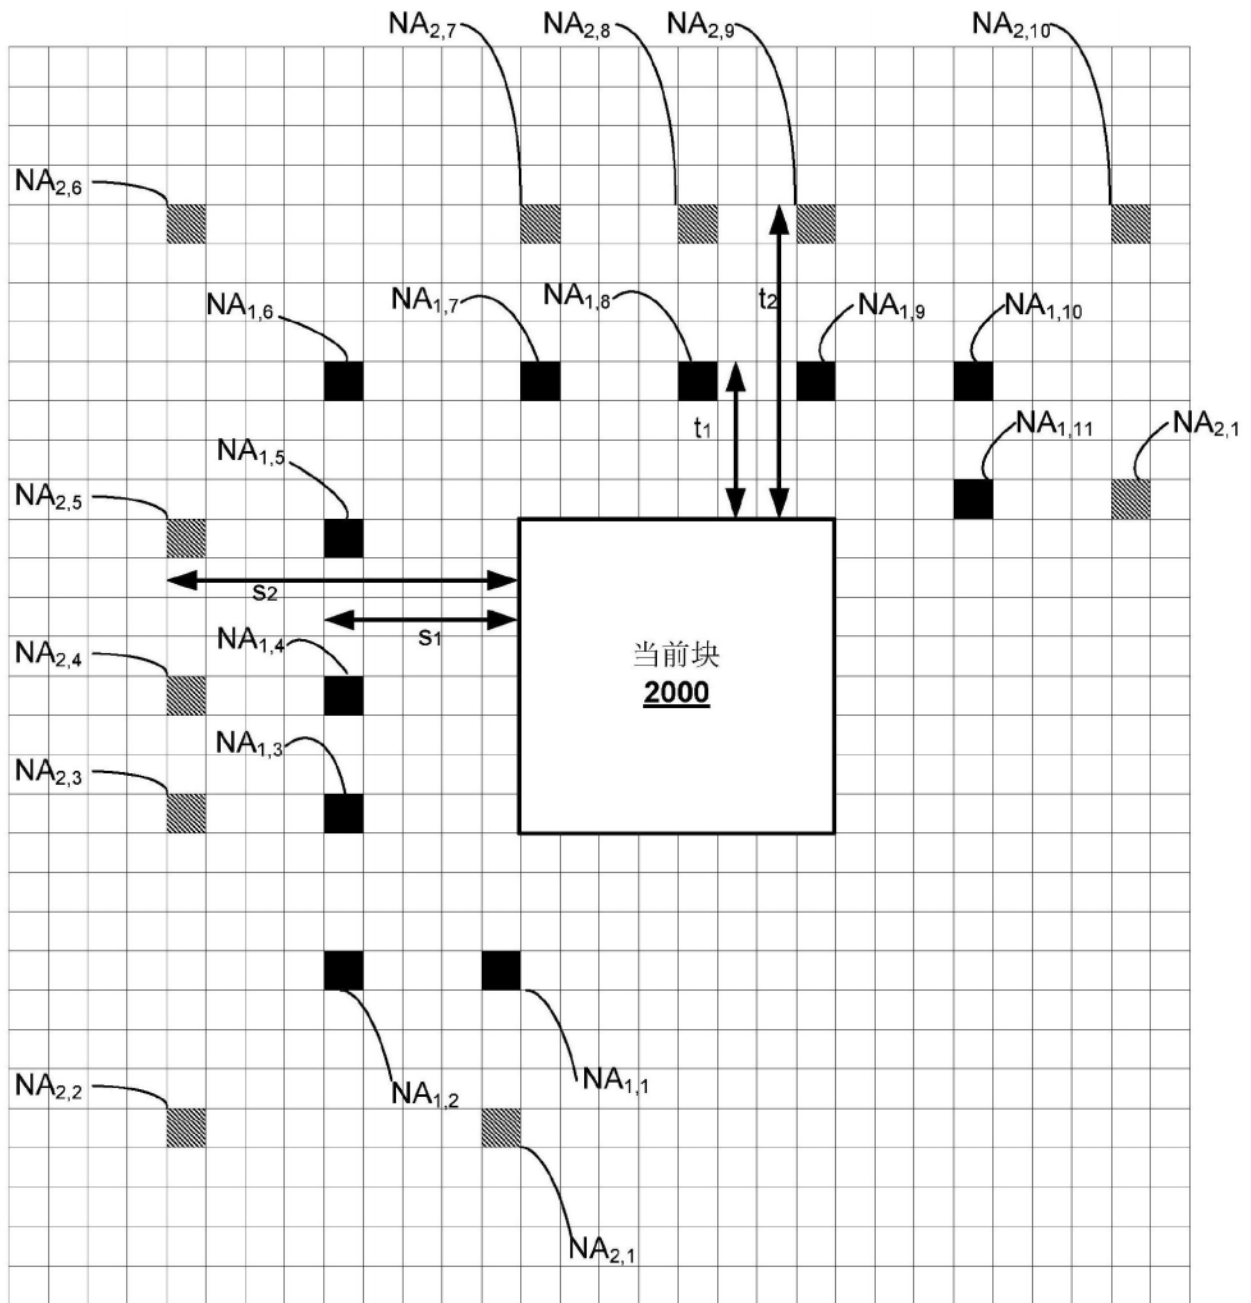 NA2,7 NA2,8 NA2,9 NA2,10
NA2,6
NA1,6 NA1,7 NA1,8 t2 NA1,9 NA1,10
t1 NA1,11 NA2,1
NA1,5
NA2,5
s2
s1
NA1,4
NA2,4
当前块
2000
NA1,3
NA2,3
NA2,2
NA1,2
NA1,1
NA2,1